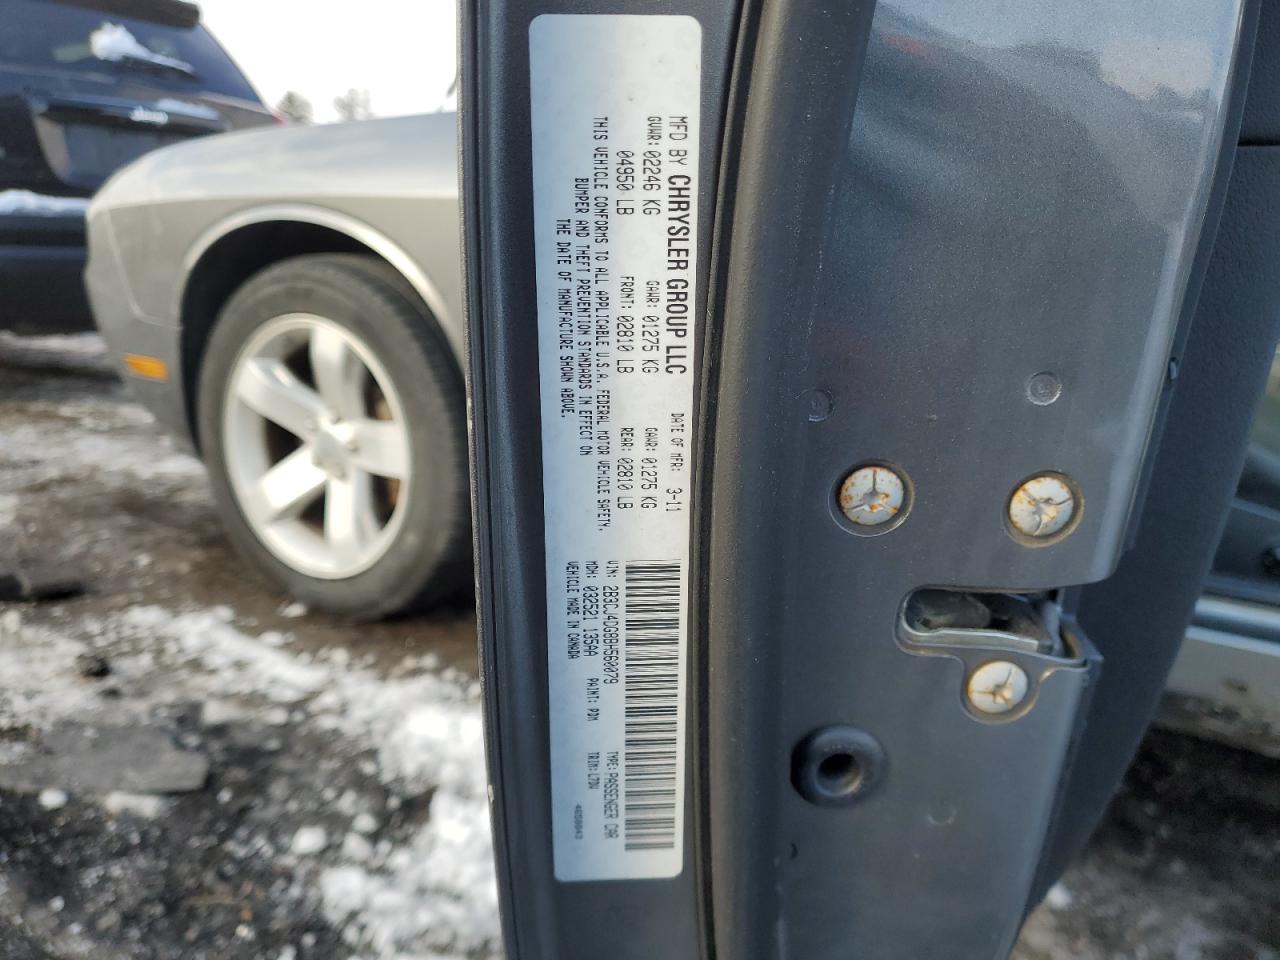 MFD BY CHRYSLER GROUP LLC DATE OF MFR: 3-11
GVWR: 02246 KG GAWR: 01275 KG GAWR: 01275 KG
04950 LB FRONT: 02810 LB REAR: 02810 LB
THIS VEHICLE CONFORMS TO ALL APPLICABLE U.S.A. FEDERAL MOTOR VEHICLE SAFETY,
BUMPER AND THEFT PREVENTION STANDARDS IN EFFECT ON
THE DATE OF MANUFACTURE SHOWN ABOVE.
VIN: 2B3CJ4DG8BH560079 TYPE: PASSENGER CAR
MDH: 032521 135AA PAINT: PDM TRIM: L7DV
VEHICLE MADE IN CANADA
Jeep